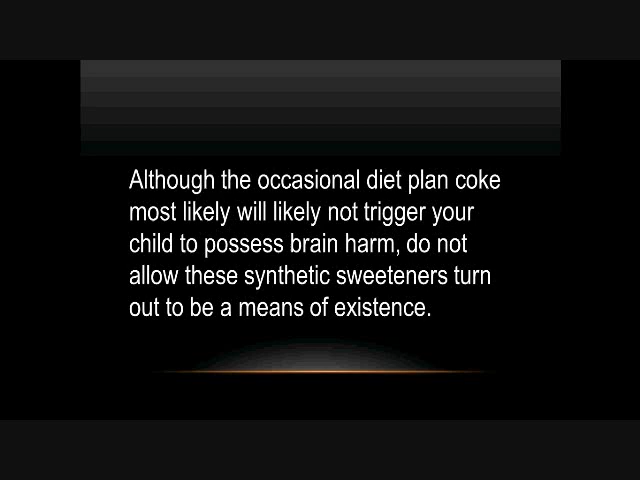 Although the occasional diet plan coke
most likely will likely not trigger your
child to possess brain harm, do not
allow these synthetic sweeteners turn
out to be a means of existence.